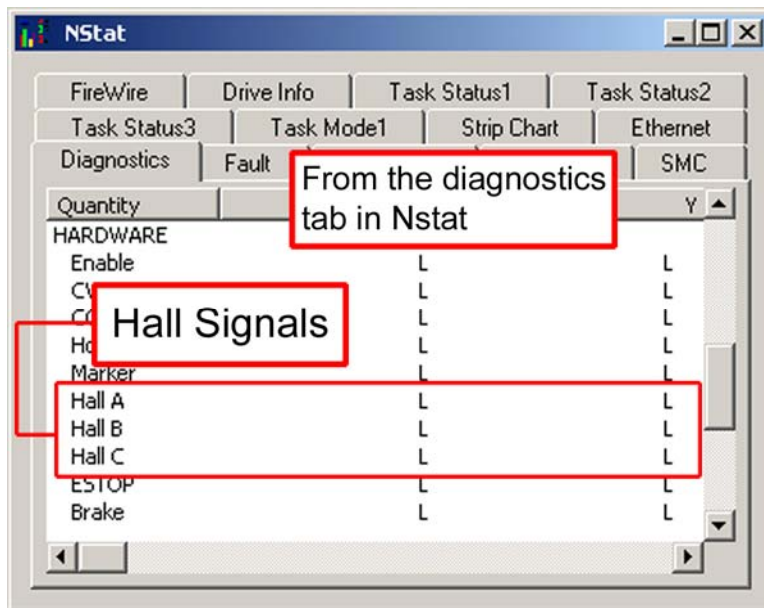 NStat
FireWire Drive Info Task Status1 Task Status2
Task Status3 Task Mode1 Strip Chart Ethernet
Diagnostics Fault SMC
From the diagnostics
tab in Nstat
Quantity Y
HARDWARE
Enable L L
L L
L L
Hall Signals
L L
Marker L L
Hall A L L
Hall B L L
Hall C L L
ESTOP L L
Brake L L